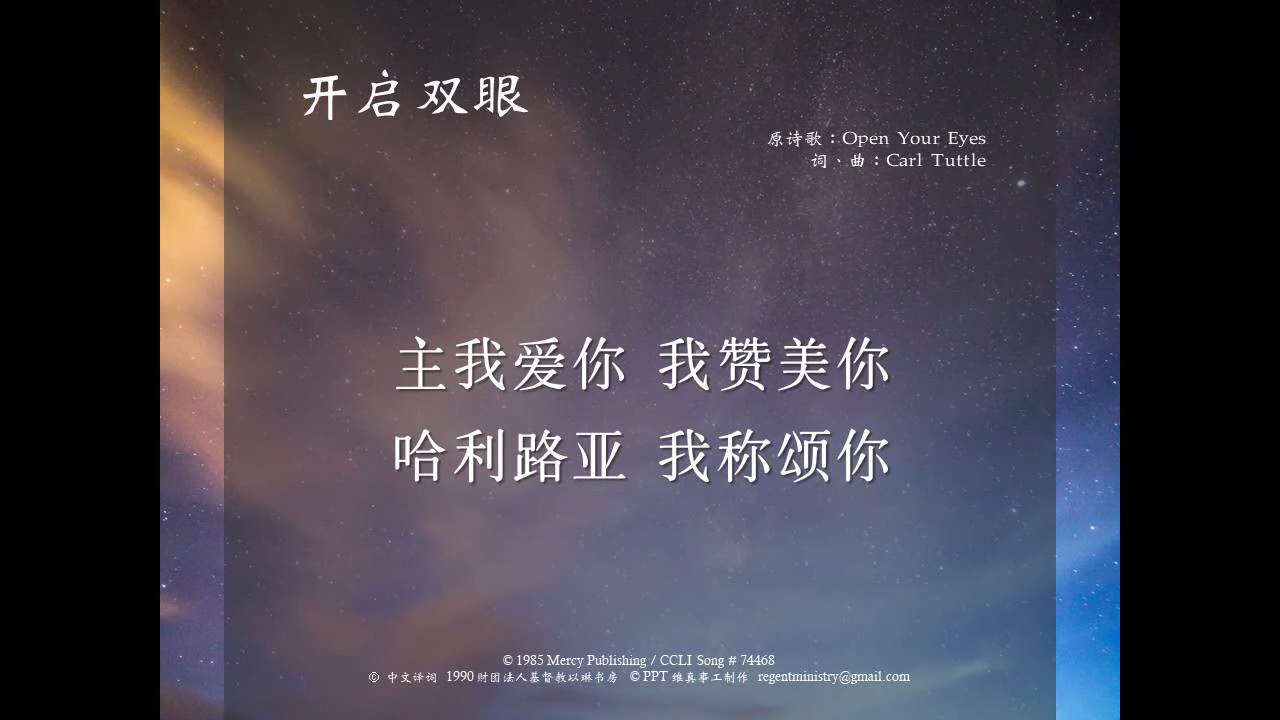 开启双眼
原诗歌：Open Your Eyes
词、曲：Carl Tuttle
主我爱你 我赞美你
哈利路亚 我称颂你
© 1985 Mercy Publishing / CCLI Song # 74468
© 中文译词 1990 财团法人基督教以琳书房 © PPT 维真事工制作 regentministry@gmail.com